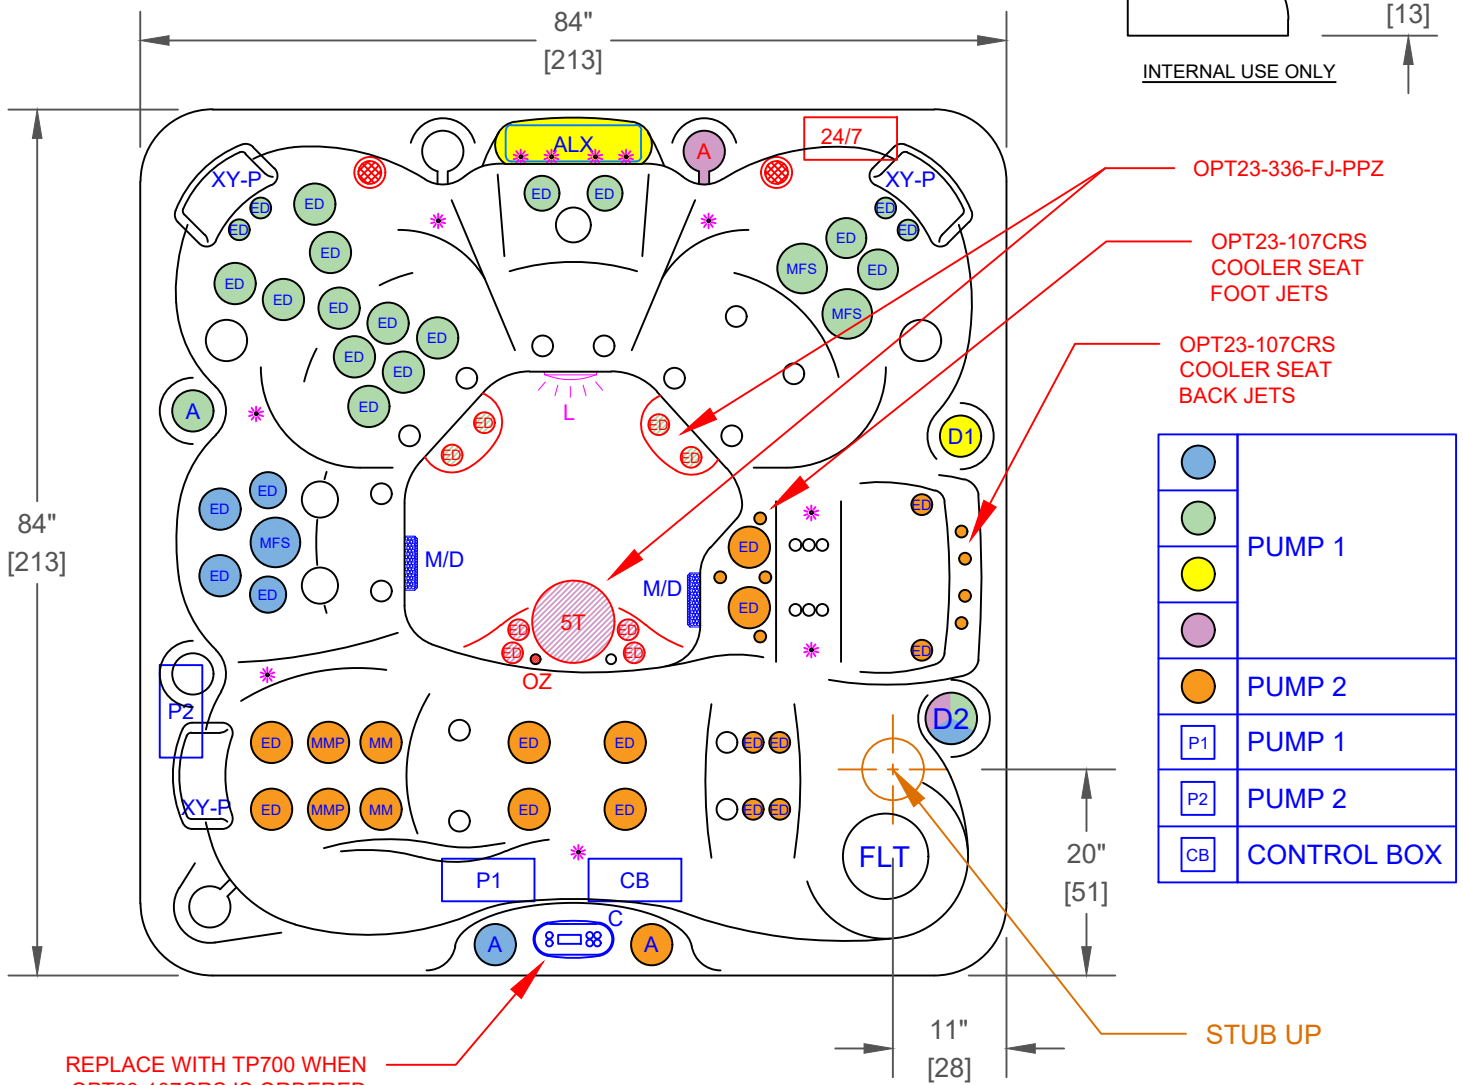 84"
[213]
[13]
INTERNAL USE ONLY
ALX
A
24/7
XY-P
XY-P
OPT23-336-FJ-PPZ
ED
ED
ED
ED
ED
ED
ED
ED
ED
MFS
ED
ED
ED
OPT23-107CRS
COOLER SEAT
FOOT JETS
ED
ED
ED
ED
ED
MFS
ED
ED
ED
OPT23-107CRS
COOLER SEAT
BACK JETS
L
A
D1
ED
ED
ED
ED
ED
ED
MFS
ED
ED
84"
[213]
M/D
M/D
ED
ED
ED
ED
PUMP 1
5T
ED
ED
ED
ED
OZ
P2
D2
PUMP 2
P1
PUMP 1
P2
PUMP 2
CB
CONTROL BOX
ED
MMP
MM
ED
ED
ED
ED
XY-P
ED
MMP
MM
ED
ED
ED
ED
FLT
20"
[51]
P1
CB
C
A
A
STUB UP
11"
[28]
REPLACE WITH TP700 WHEN